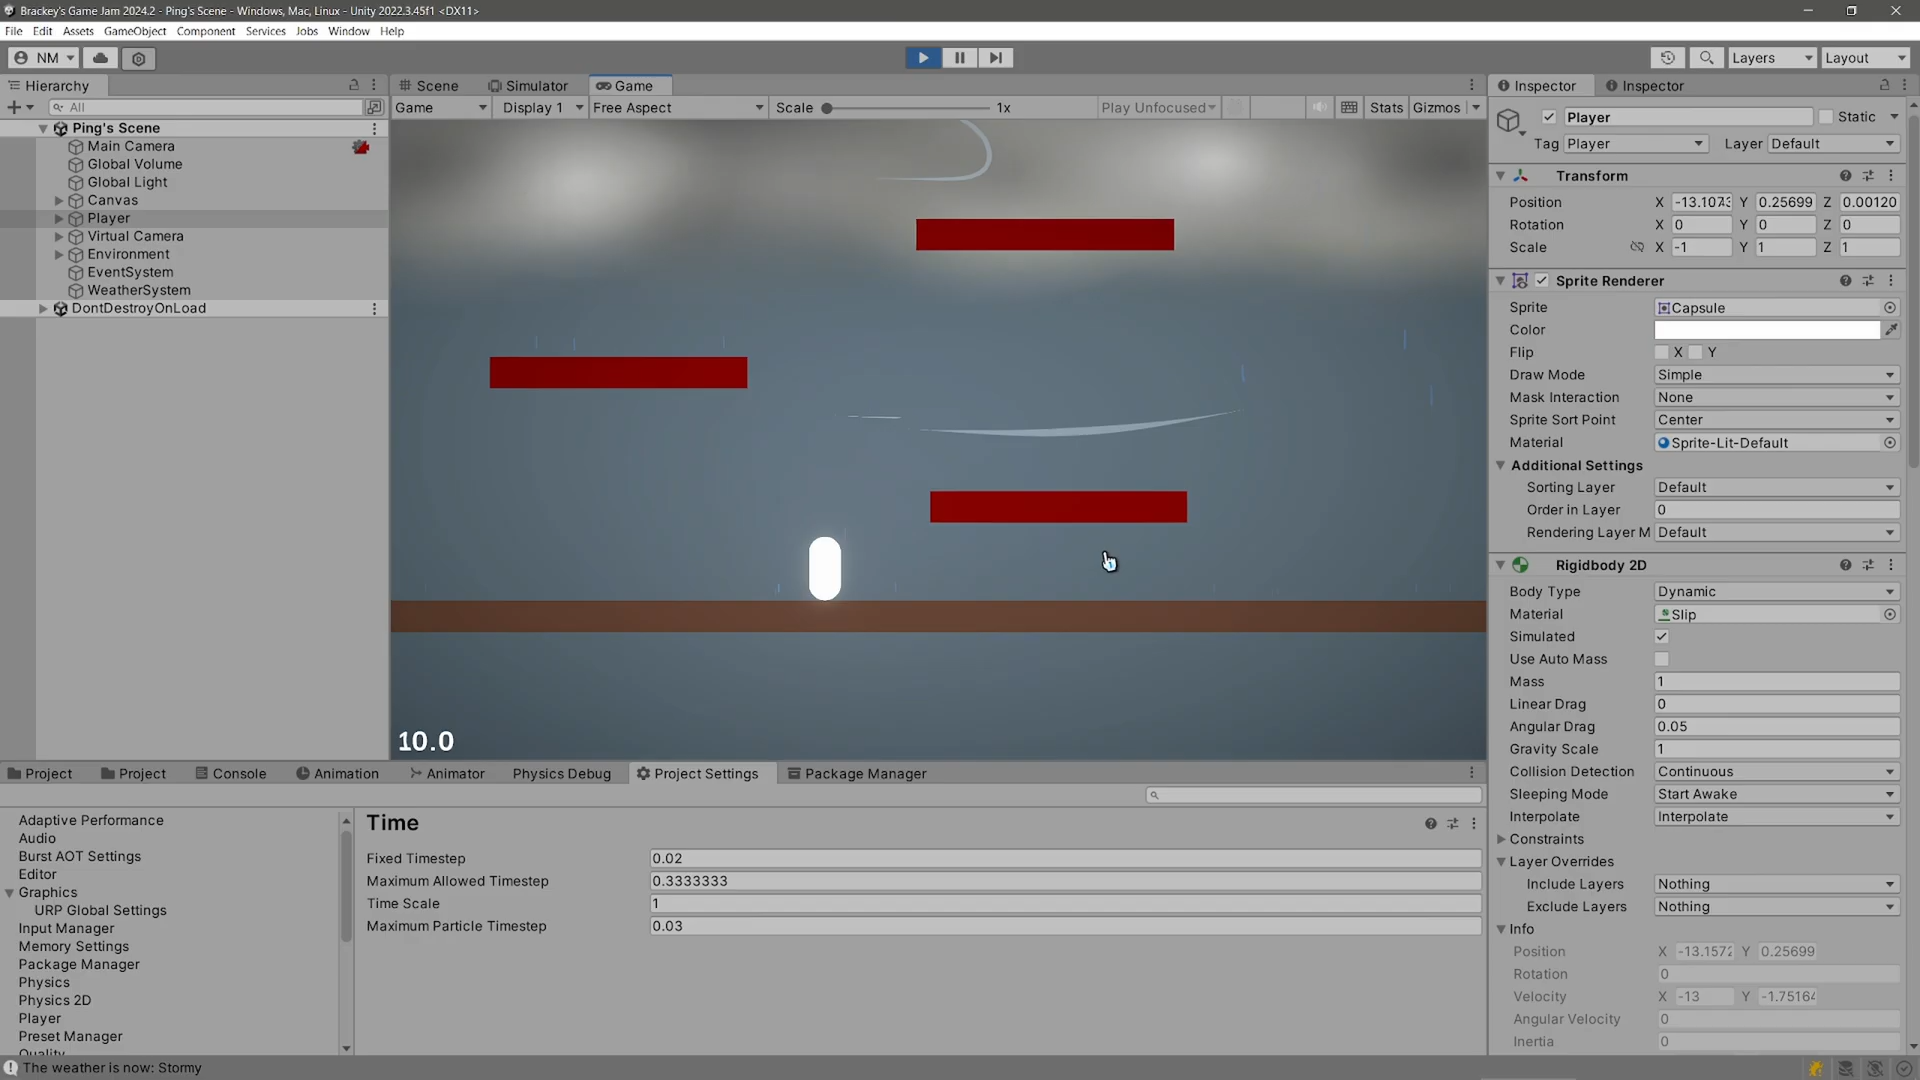 Brackey's Game Jam 2024.2 - Ping's Scene - Windows, Mac, Linux - Unity 2022.3.45f1 <DX11>
File Edit Assets GameObject Component Services Jobs Window Help
NM Layers Layout
Hierarchy
All
Ping's Scene
Main Camera
Global Volume
Global Light
Canvas
Player
Virtual Camera
Environment
EventSystem
WeatherSystem
DontDestroyOnLoad
Scene Simulator Game
Game Display 1 Free Aspect Scale 1x Play Unfocused Stats Gizmos
10.0
Inspector Inspector
Player Static
Tag Player Layer Default
Transform
Position X -13.1073 Y 0.25699 Z 0.00120
Rotation X 0 Y 0 Z 0
Scale X -1 Y 1 Z 1
Sprite Renderer
Sprite Capsule
Color
Flip X Y
Draw Mode Simple
Mask Interaction None
Sprite Sort Point Center
Material Sprite-Lit-Default
Additional Settings
Sorting Layer Default
Order in Layer 0
Rendering Layer M Default
Rigidbody 2D
Body Type Dynamic
Material Slip
Simulated
Use Auto Mass
Mass 1
Linear Drag 0
Angular Drag 0.05
Gravity Scale 1
Collision Detection Continuous
Sleeping Mode Start Awake
Interpolate Interpolate
Constraints
Layer Overrides
Include Layers Nothing
Exclude Layers Nothing
Info
Position X -13.1572 Y 0.25699
Rotation 0
Velocity X -13 Y -1.75164
Angular Velocity 0
Inertia 0
Project Project Console Animation Animator Physics Debug Project Settings Package Manager
Adaptive Performance
Audio
Burst AOT Settings
Editor
Graphics
URP Global Settings
Input Manager
Memory Settings
Package Manager
Physics
Physics 2D
Player
Preset Manager
Quality
Time
Fixed Timestep 0.02
Maximum Allowed Timestep 0.3333333
Time Scale 1
Maximum Particle Timestep 0.03
The weather is now: Stormy